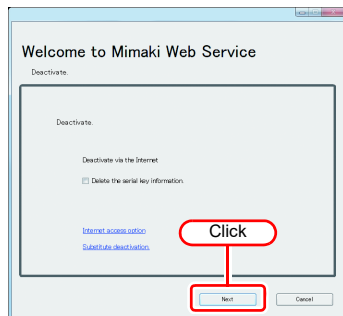 Welcome to Mimaki Web Service
Deactivate.
Deactivate.
Deactivate via the Internet
Delete the serial key information.
Internet access option
Substitute deactivation.
Click
Next
Cancel